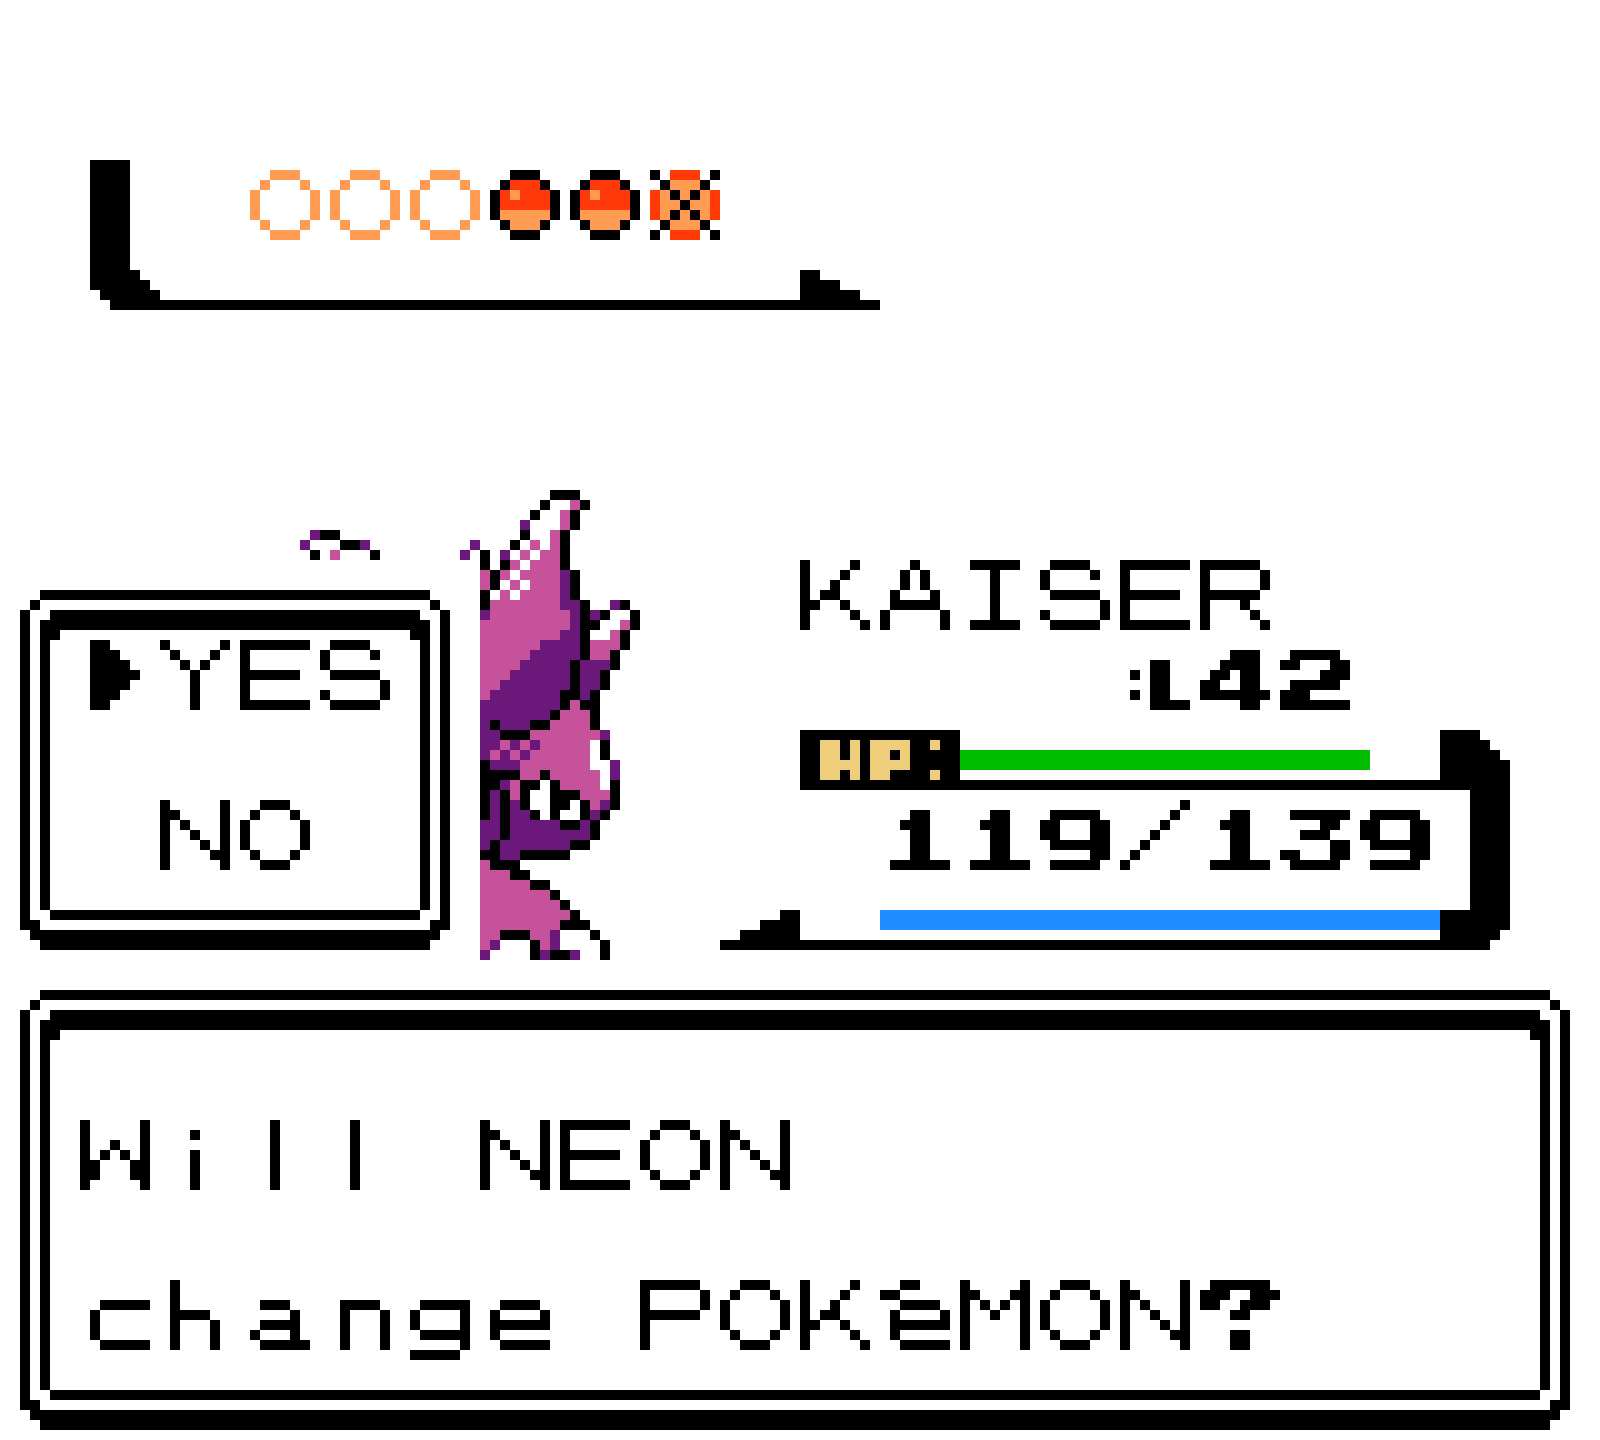 KAISER
:L42
▶YES
HP:
119/139
NO
Will NEON
change POKéMON?